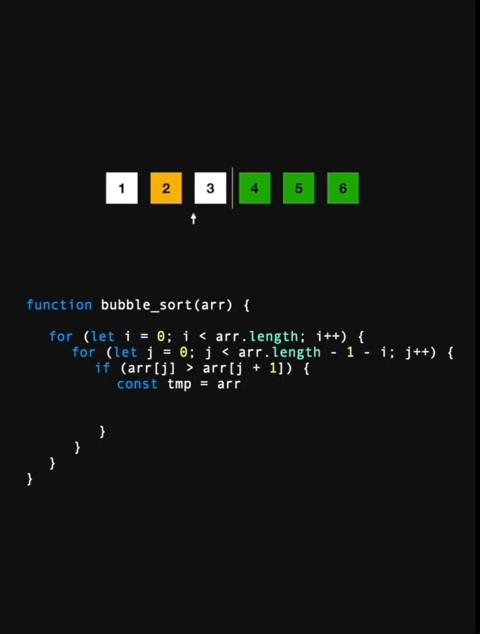 1 2 3 4 5 6
function bubble_sort(arr) {
for (let i = 0; i < arr.length; i++) {
for (let j = 0; j < arr.length - 1 - i; j++) {
if (arr[j] > arr[j + 1]) {
const tmp = arr
}
}
}
}